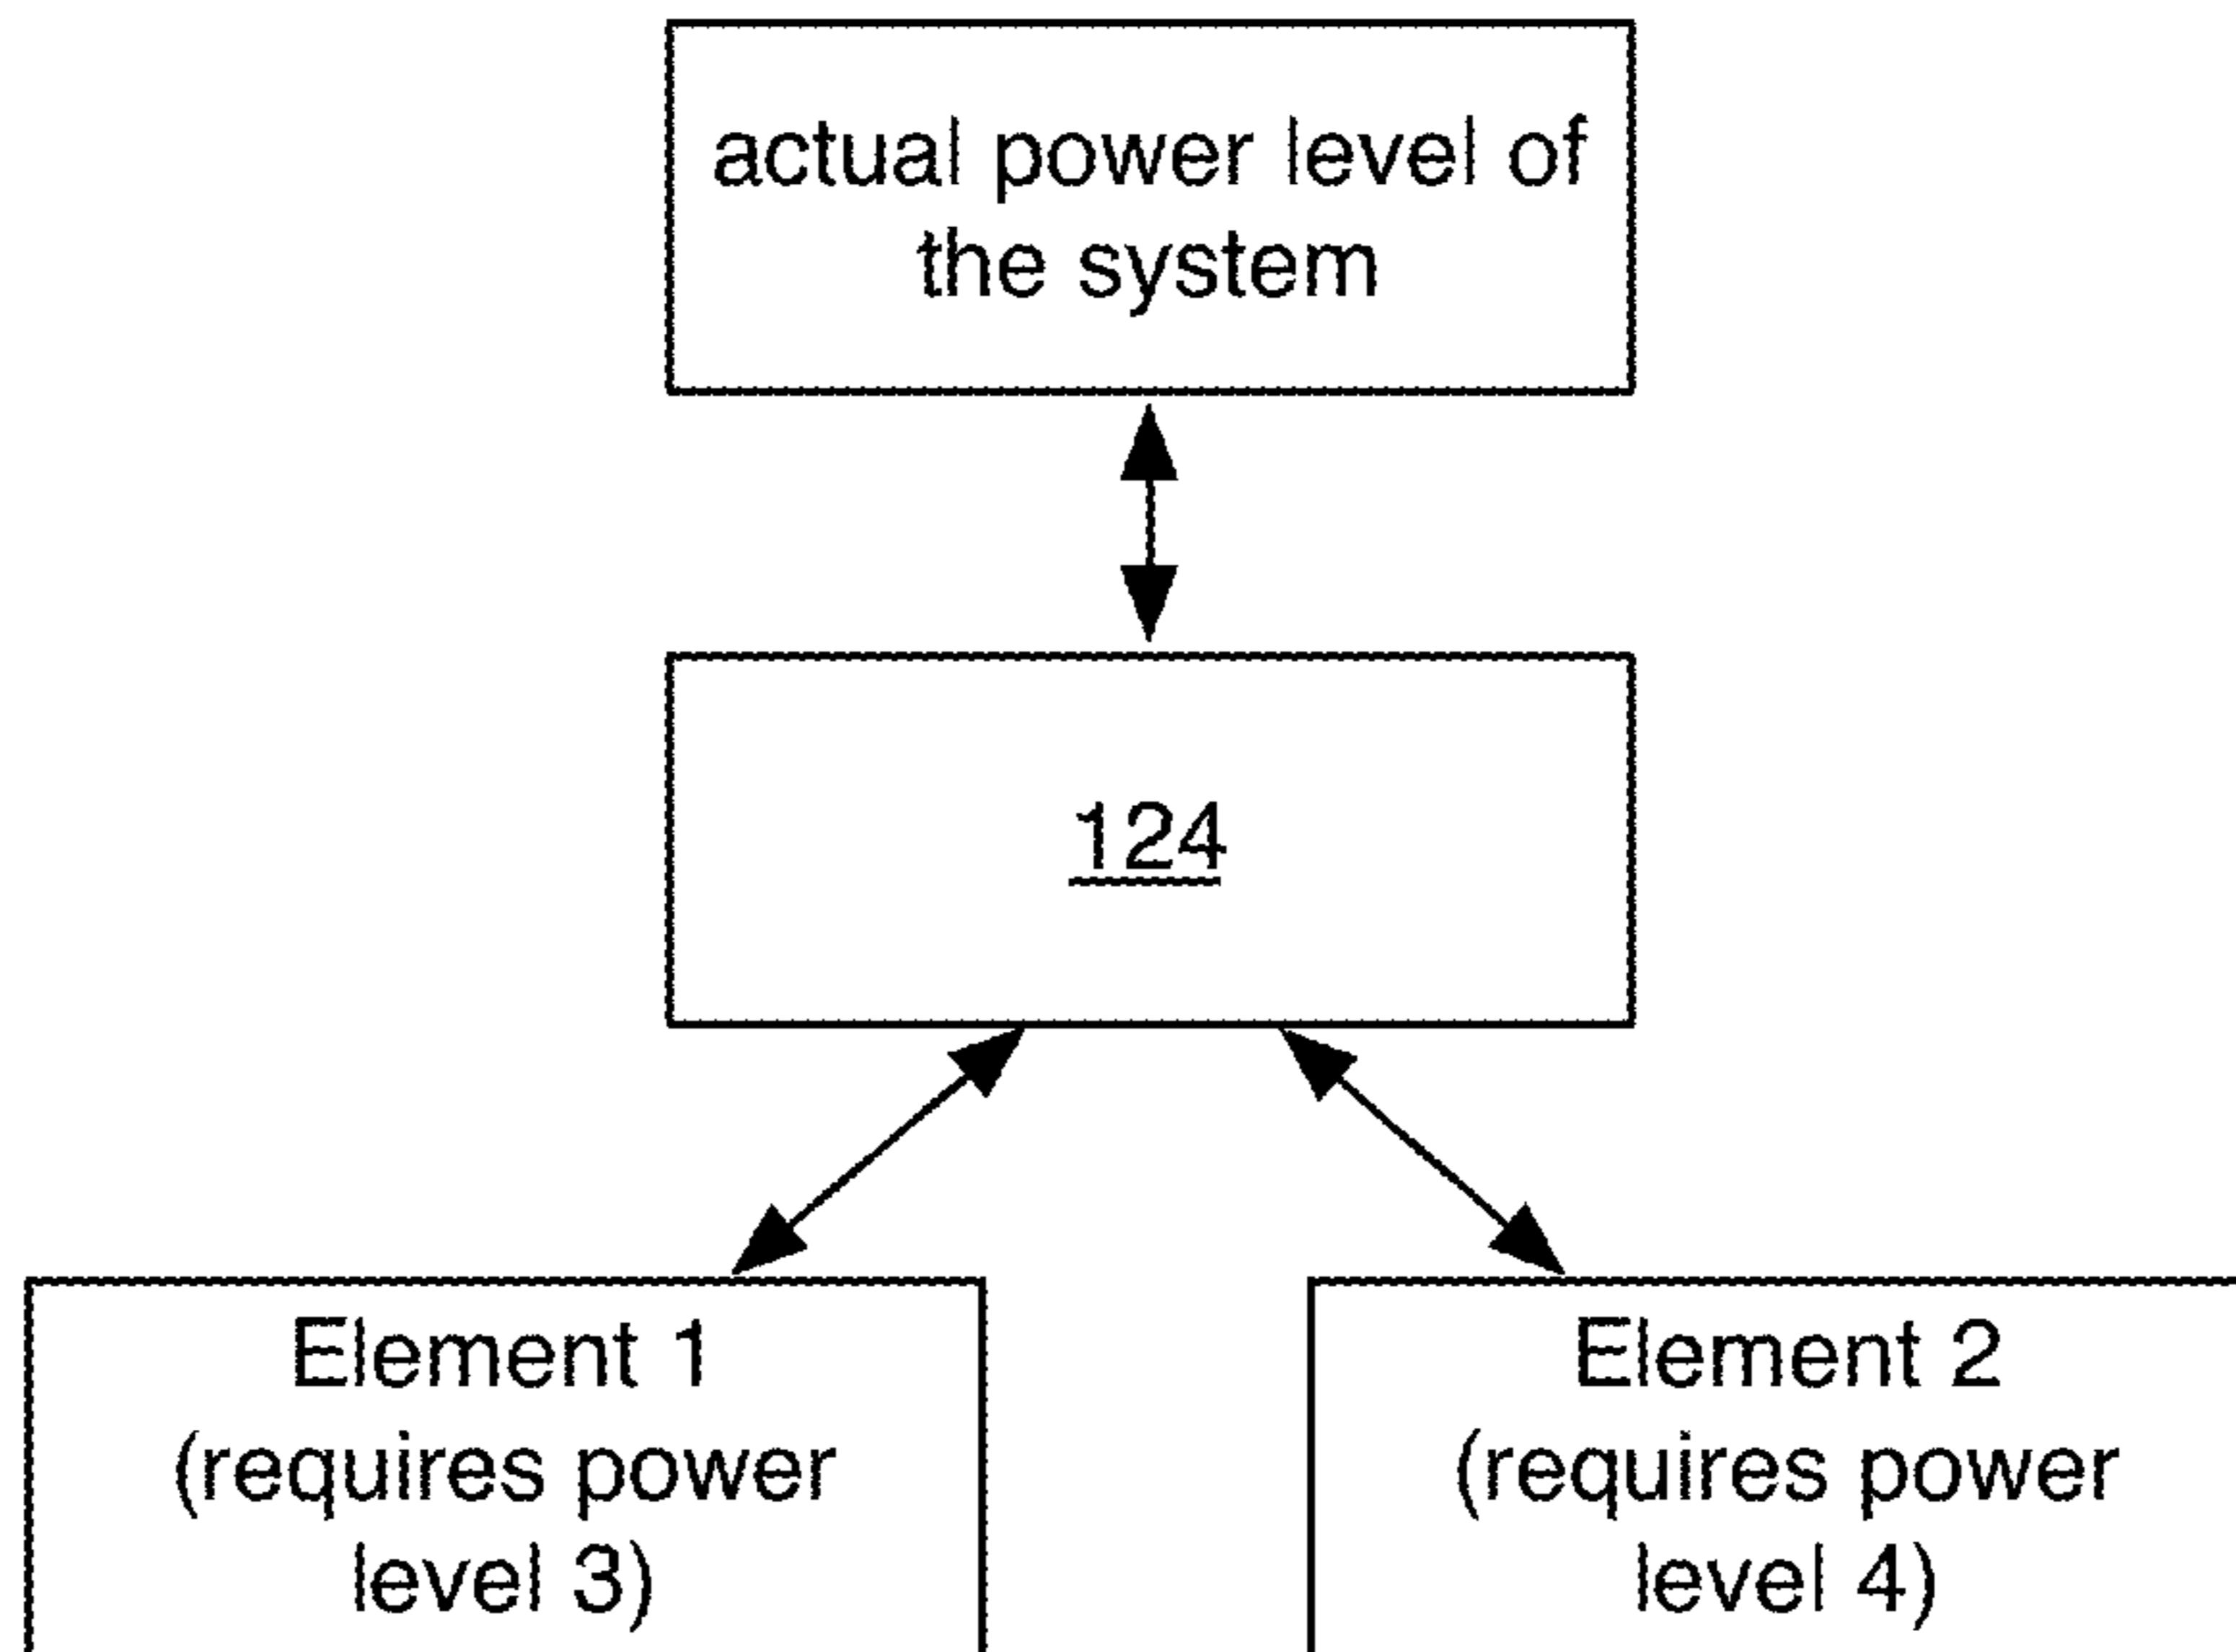 actual power level of
the system
124
Element 1
(requires power
level 3)
Element 2
(requires power
level 4)